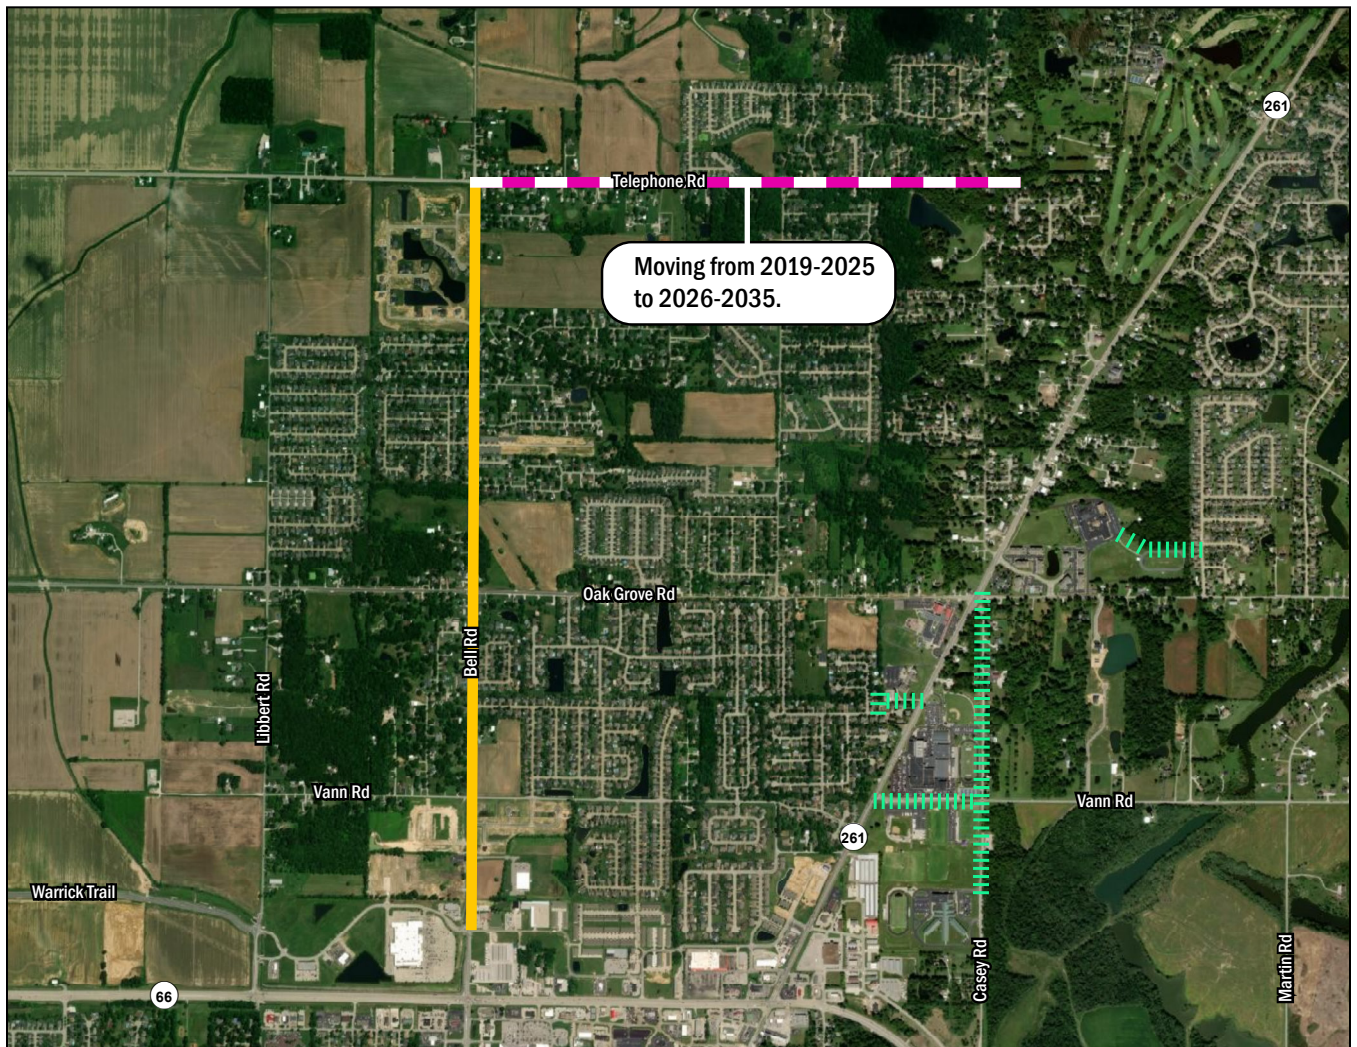 261
Telephone Rd
Moving from 2019-2025
to 2026-2035.
Oak Grove Rd
Bell Rd
Libbert Rd
Vann Rd
Vann Rd
261
Warrick Trail
Casey Rd
Martin Rd
66